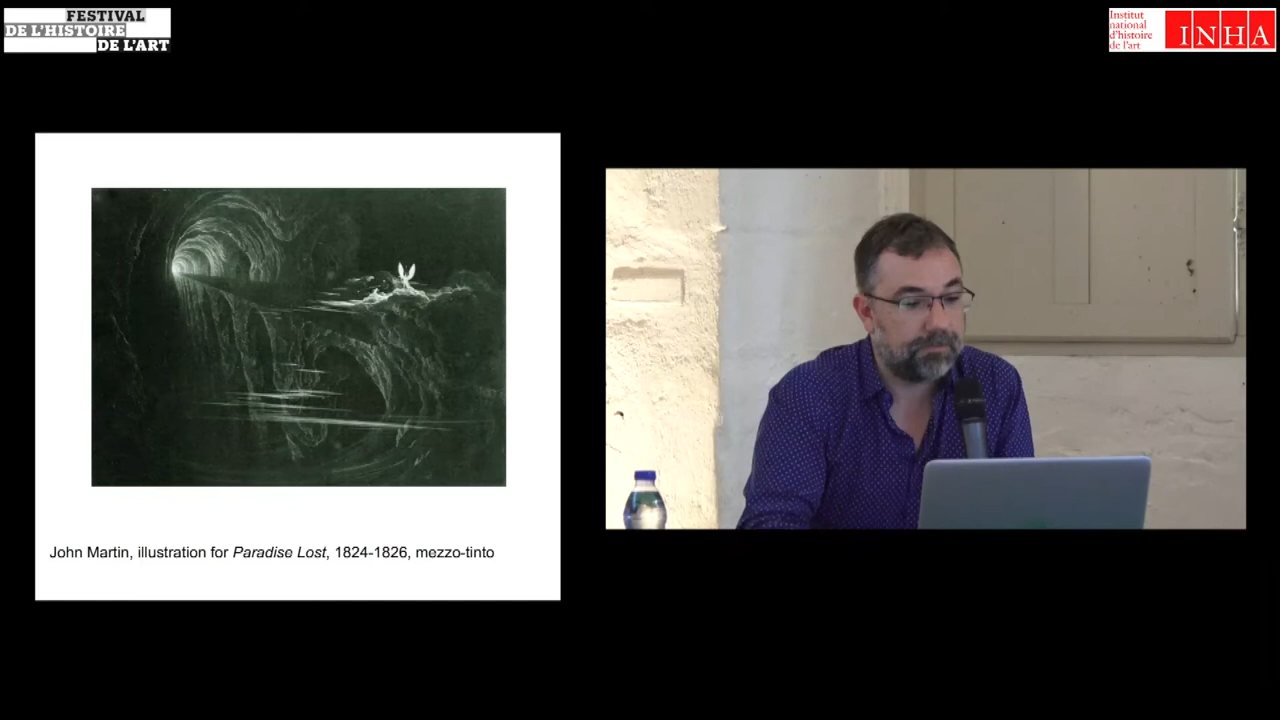 FESTIVAL
DE L'HISTOIRE
DE L'ART
Institut
national
d'histoire
de l'art
INHA
John Martin, illustration for Paradise Lost, 1824-1826, mezzo-tinto